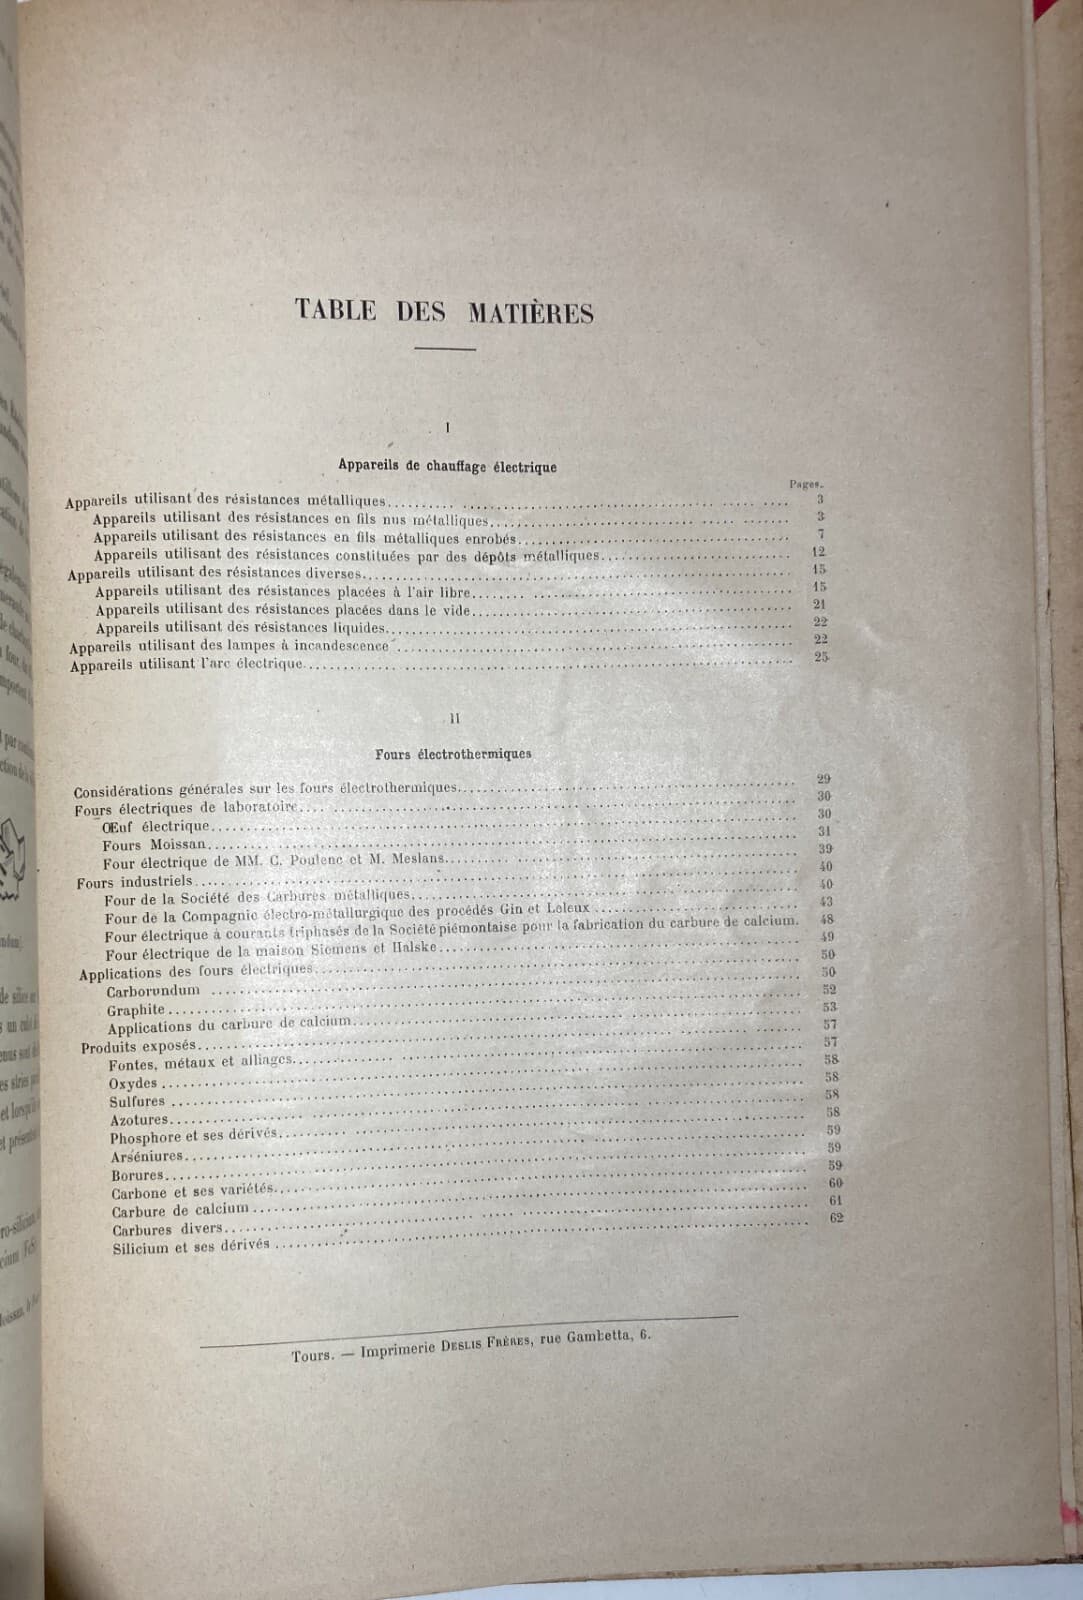 TABLE DES MATIÈRES
I
Appareils de chauffage électrique
Pages.
Appareils utilisant des résistances métalliques 3
Appareils utilisant des résistances en fils nus métalliques 3
Appareils utilisant des résistances en fils métalliques enrobés 7
Appareils utilisant des résistances constituées par des dépôts métalliques 12
Appareils utilisant des résistances diverses 15
Appareils utilisant des résistances placées à l'air libre 15
Appareils utilisant des résistances placées dans le vide 21
Appareils utilisant des résistances liquides 22
Appareils utilisant des lampes à incandescence 22
Appareils utilisant l'arc électrique 25
II
Fours électrothermiques
Considérations générales sur les fours électrothermiques 29
Fours électriques de laboratoire 30
Œuf électrique 30
Fours Moissan 31
Four électrique de MM. C. Poulenc et M. Meslans 39
Fours industriels 40
Four de la Société des Carbures métalliques 40
Four de la Compagnie électro-métallurgique des procédés Gin et Leleux 43
Four électrique à courants triphasés de la Société piémontaise pour la fabrication du carbure de calcium. 48
Four électrique de la maison Siemens et Halske 49
Applications des fours électriques 50
Carborundum 50
Graphite 52
Applications du carbure de calcium 53
Produits exposés 57
Fontes, métaux et alliages 57
Oxydes 58
Sulfures 58
Azotures 58
Phosphore et ses dérivés 58
Arséniures 59
Borures 59
Carbone et ses variétés 59
Carbure de calcium 60
Carbures divers 61
Silicium et ses dérivés 62
Tours. — Imprimerie DESLIS FRÈRES, rue Gambetta, 6.